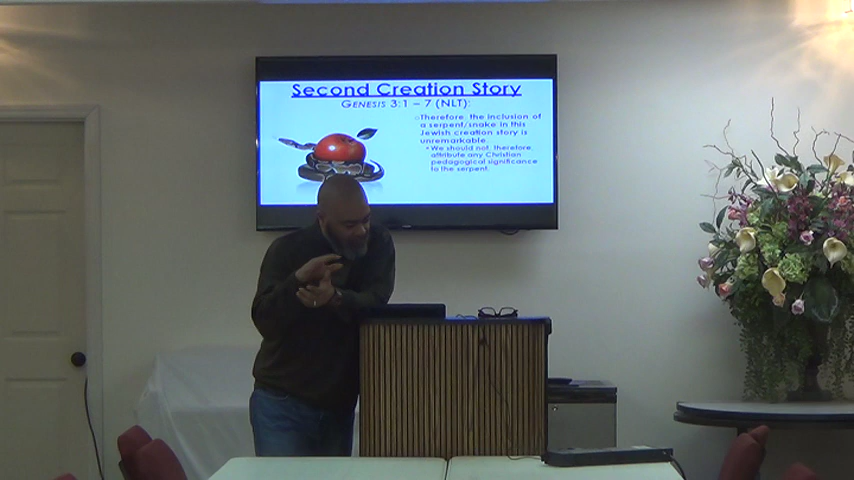 Second Creation Story
Genesis 3:1 – 7 (NLT):
Therefore, the inclusion of
a serpent/snake in this
Jewish creation story is
unremarkable.
We should not, therefore,
attribute any Christian
pedagogical significance
to the serpent.